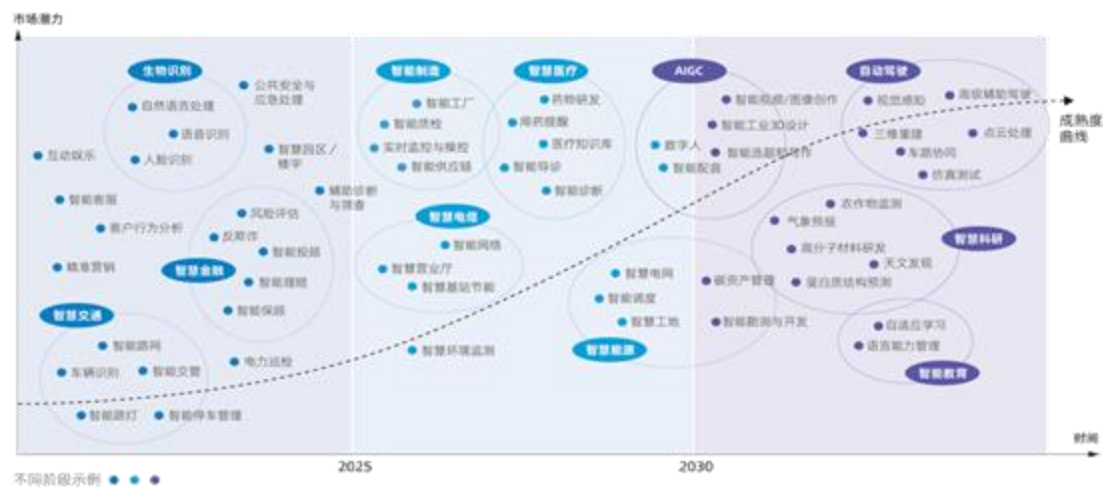 市场潜力
生物识别
自然语言处理
语音识别
人脸识别
公共安全与
应急处理
智慧园区/
楼宇
互动娱乐
智能客服
客户行为分析
精准营销
辅助诊断
与筛查
风险评估
反欺诈
智能投顾
智慧金融
智能理赔
智能保顾
智慧交通
智能路网
车辆识别
智能交管
电力巡检
智能路灯
智能停车管理
智能制造
智能工厂
智能质检
实时监控与操控
智能供应链
智慧医疗
药物研发
用药提醒
医疗知识库
智能导诊
智能诊断
智慧电信
智能网络
智慧营业厅
智慧基站节能
智慧环境监测
智慧电网
智能调度
智慧工地
智慧能源
碳资产管理
智能勘测与开发
AIGC
智能视频/图像创作
智能工业3D设计
数字人
智能选题和写作
智能配音
自动驾驶
视觉感知
高级辅助驾驶
三维重建
点云处理
车路协同
仿真测试
成熟度
曲线
农作物监测
气象预报
智慧科研
高分子材料研发
天文发现
蛋白质结构预测
自适应学习
语言能力管理
智能教育
时间
2025
2030
不同阶段示例